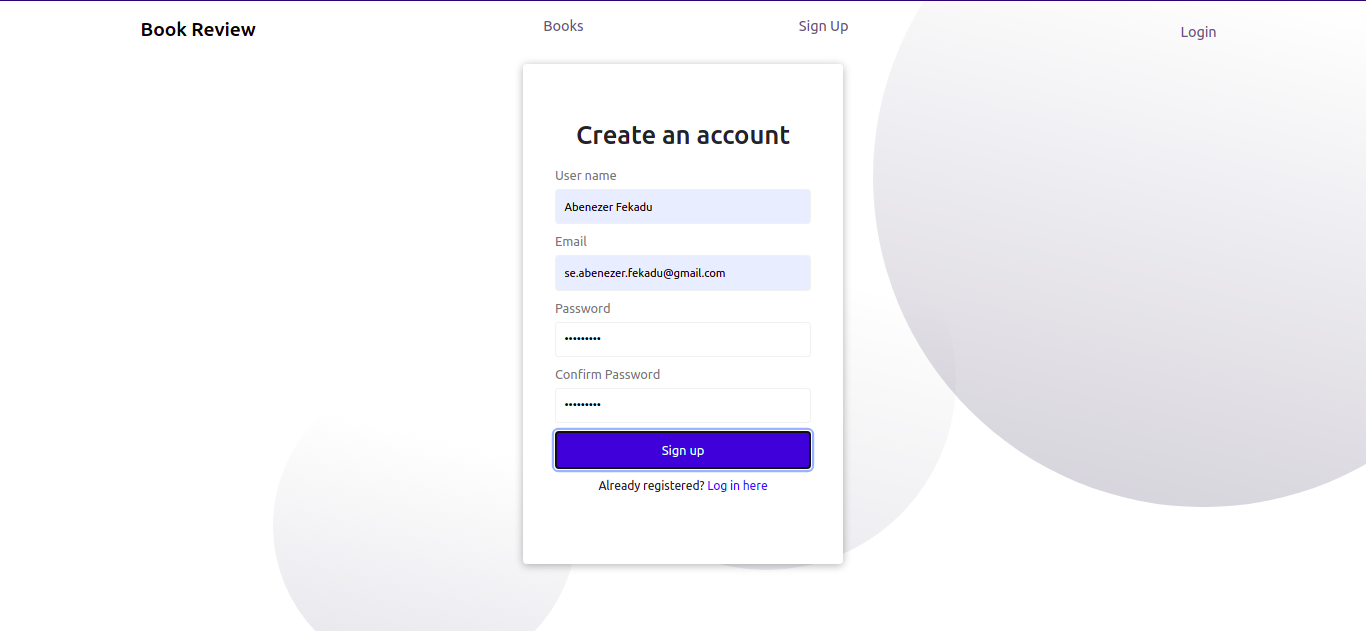 Book Review
Books
Sign Up
Login
Create an account
User name
Abenezer Fekadu
Email
se.abenezer.fekadu@gmail.com
Password
•••••••••
Confirm Password
•••••••••
Sign up
Already registered? Log in here